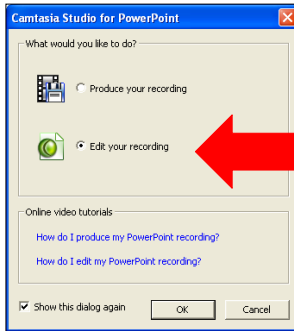 Camtasia Studio for PowerPoint
What would you like to do?
Produce your recording
Edit your recording
Online video tutorials
How do I produce my PowerPoint recording?
How do I edit my PowerPoint recording?
Show this dialog again
OK
Cancel